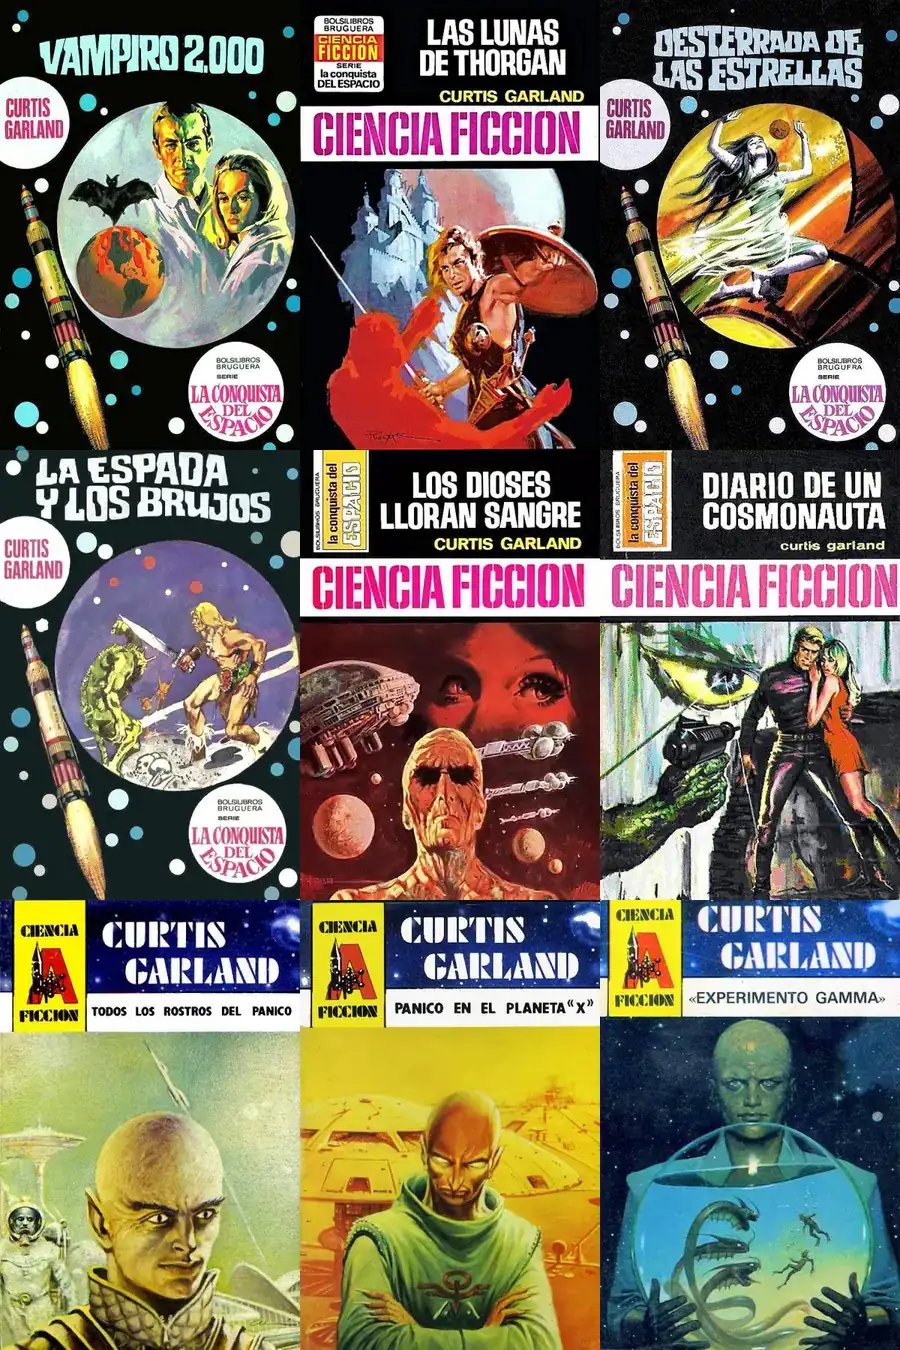 VAMPIRO 2.000
CURTIS
GARLAND
BOLSILIBROS
BRUGUERA
SERIE
LA CONQUISTA
DEL
ESPACIO
BOLSILIBROS
BRUGUERA
CIENCIA
FICCION
SERIE
la conquista
DEL ESPACIO
LAS LUNAS
DE THORGAN
CURTIS GARLAND
CIENCIA FICCION
DESTERRADA DE
LAS ESTRELLAS
CURTIS
GARLAND
BOLSILIBROS
BRUGUERA
SERIE
LA CONQUISTA
DEL
ESPACIO
LA ESPADA
Y LOS BRUJOS
CURTIS
GARLAND
BOLSILIBROS
BRUGUERA
SERIE
LA CONQUISTA
DEL
ESPACIO
BOLSILIBROS BRUGUERA
la conquista del
ESPACIO
LOS DIOSES
LLORAN SANGRE
CURTIS GARLAND
CIENCIA FICCION
BOLSILIBROS BRUGUERA
la conquista del
ESPACIO
DIARIO DE UN
COSMONAUTA
curtis garland
CIENCIA FICCION
CIENCIA
A
FICCION
CURTIS
GARLAND
TODOS LOS ROSTROS DEL PANICO
CIENCIA
A
FICCION
CURTIS
GARLAND
PANICO EN EL PLANETA "X"
CIENCIA
A
FICCION
CURTIS
GARLAND
«EXPERIMENTO GAMMA»